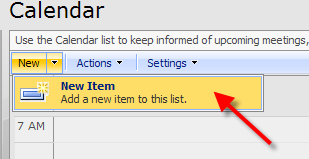 Calendar
Use the Calendar list to keep informed of upcoming meetings,
New Actions Settings
New Item
Add a new item to this list.
7 AM